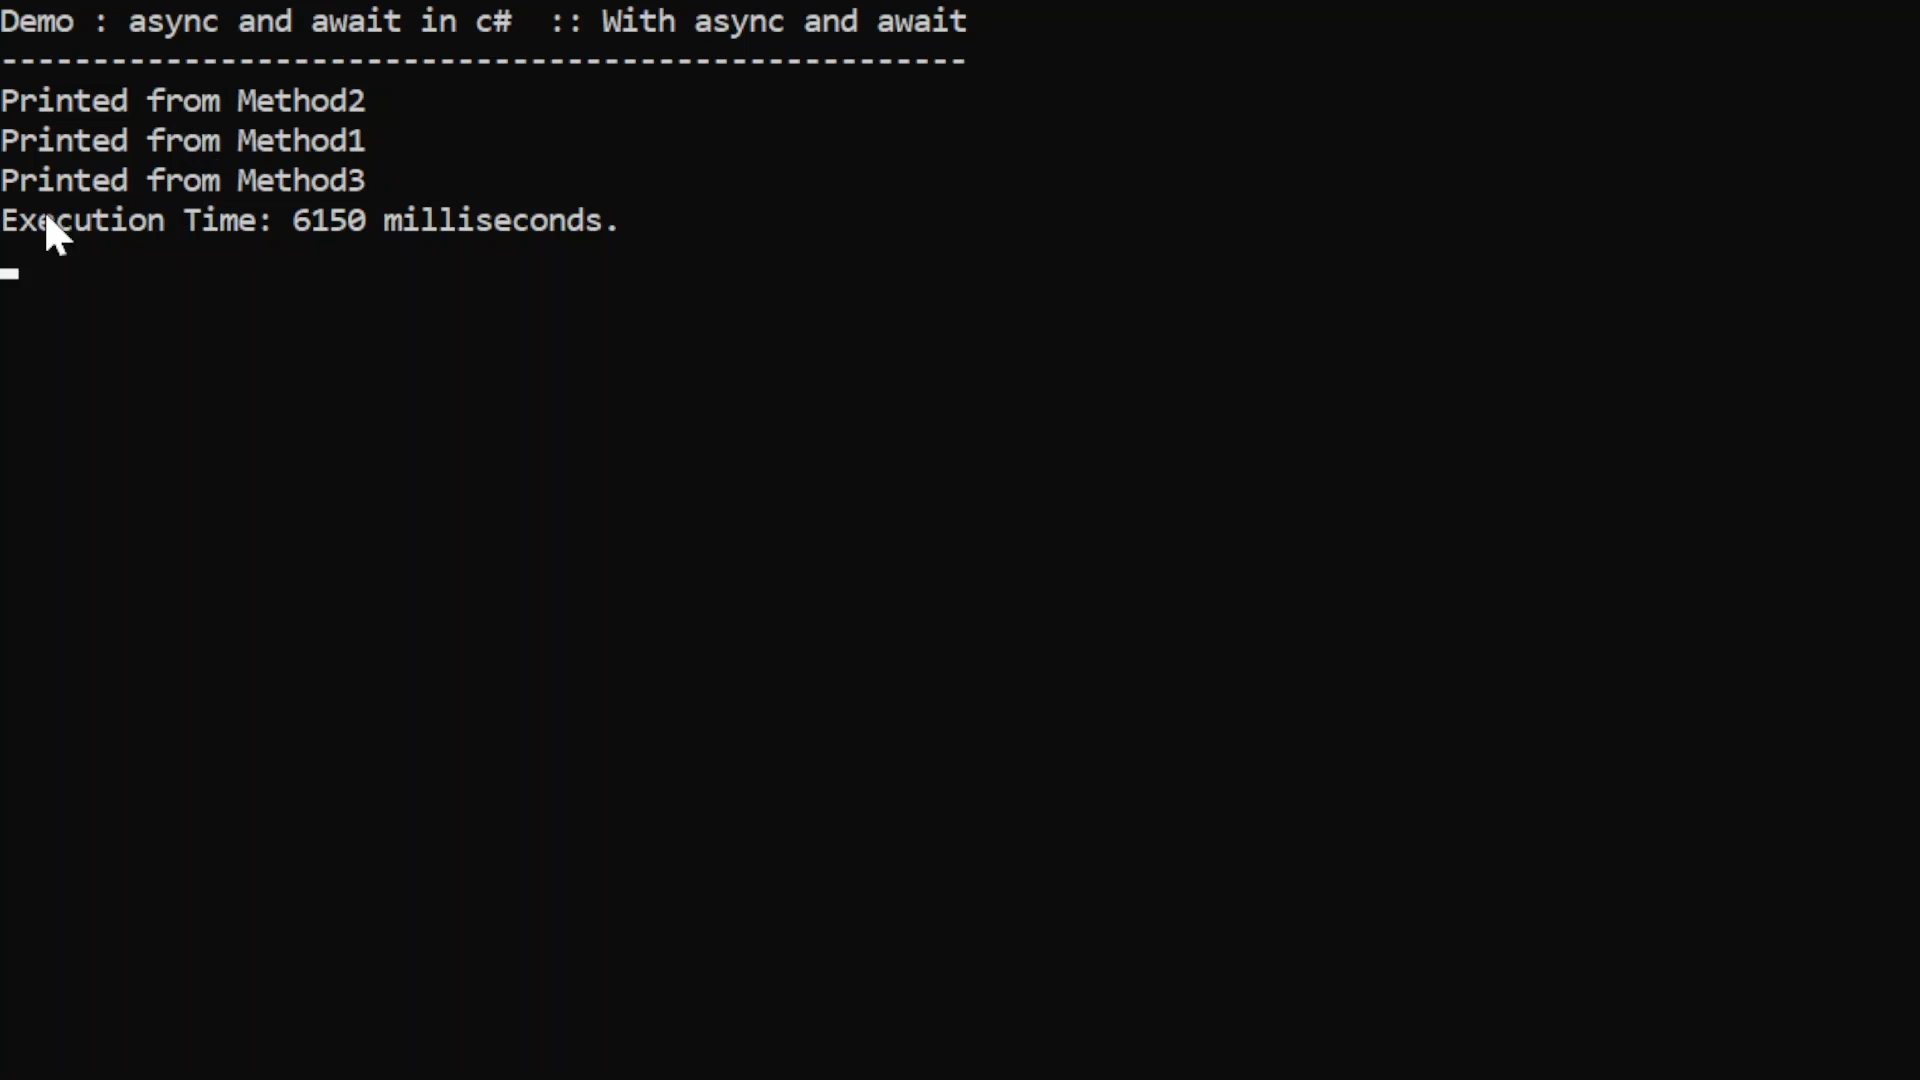 Demo : async and await in c#  :: With async and await
-----------------------------------------------------
Printed from Method2
Printed from Method1
Printed from Method3
Execution Time: 6150 milliseconds.